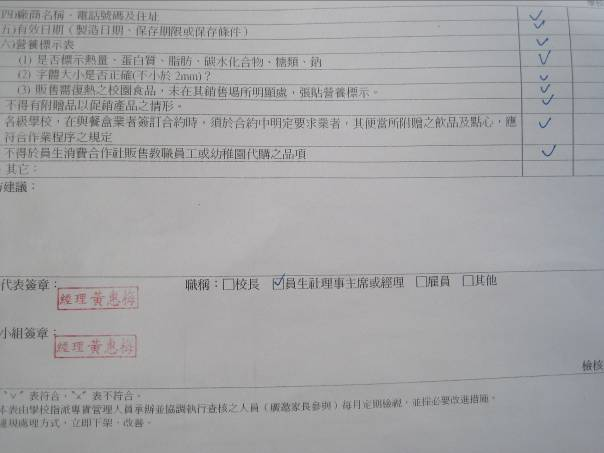 四)廠商名稱、電話號碼及住址
五)有效日期(製造日期、保存期限或保存條件)
六)營養標示表
(1) 是否標示熱量、蛋白質、脂肪、碳水化合物、糖類、鈉
(2) 字體大小是否正確(不小於 2mm)？
(3) 販售需復熱之校園食品，未在其銷售場所明顯處，張貼營養標示。
不得有附贈品以促銷產品之情形。
各級學校，在與餐盒業者簽訂合約時，須於合約中明定要求業者，其便當所附贈之飲品及點心，應
符合作業程序之規定
不得於員生消費合作社販售教職員工或幼稚園代購之品項
其它：
建議：
代表簽章：
經理黃惠梅
職稱：□校長 ☑員生社理事主席或經理 □雇員 □其他
小組簽章：
經理黃惠梅
檢核
"ˇ" 表符合，"x" 表不符合。
本表由學校指派專責管理人員承辦並協調執行查核之人員（廣邀家長參與）每月定期檢視，並採必要改進措施。
違規處理方式，立即下架、改善。